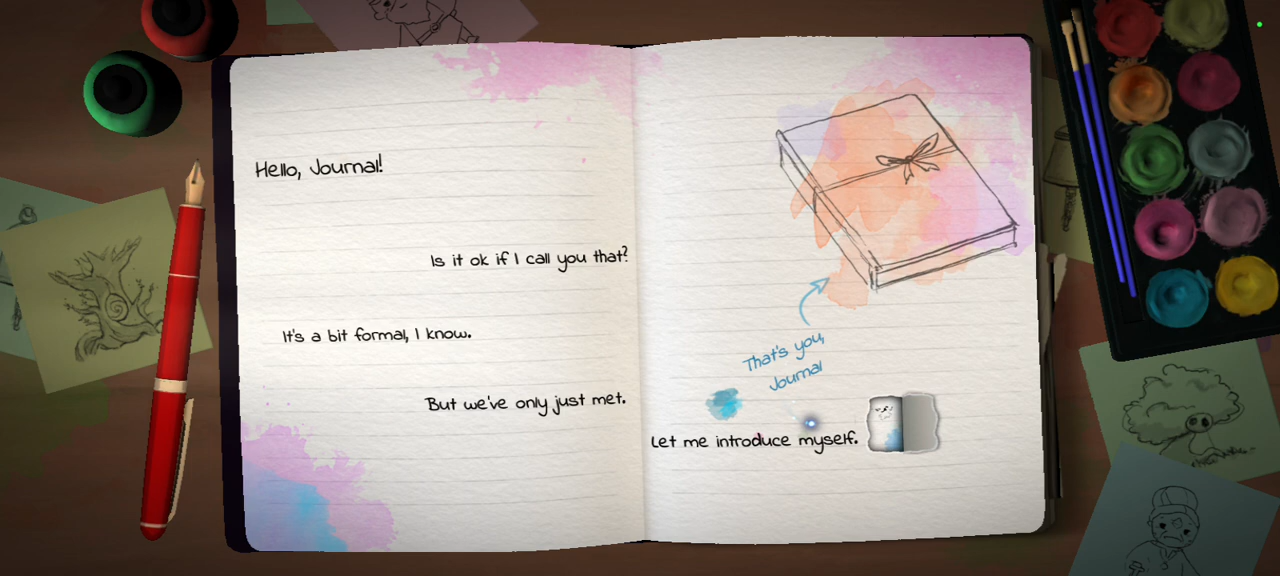 Hello, Journal!
Is it ok if I call you that?
It's a bit formal, I know.
But we've only just met.
That's you,
Journal
Let me introduce myself.